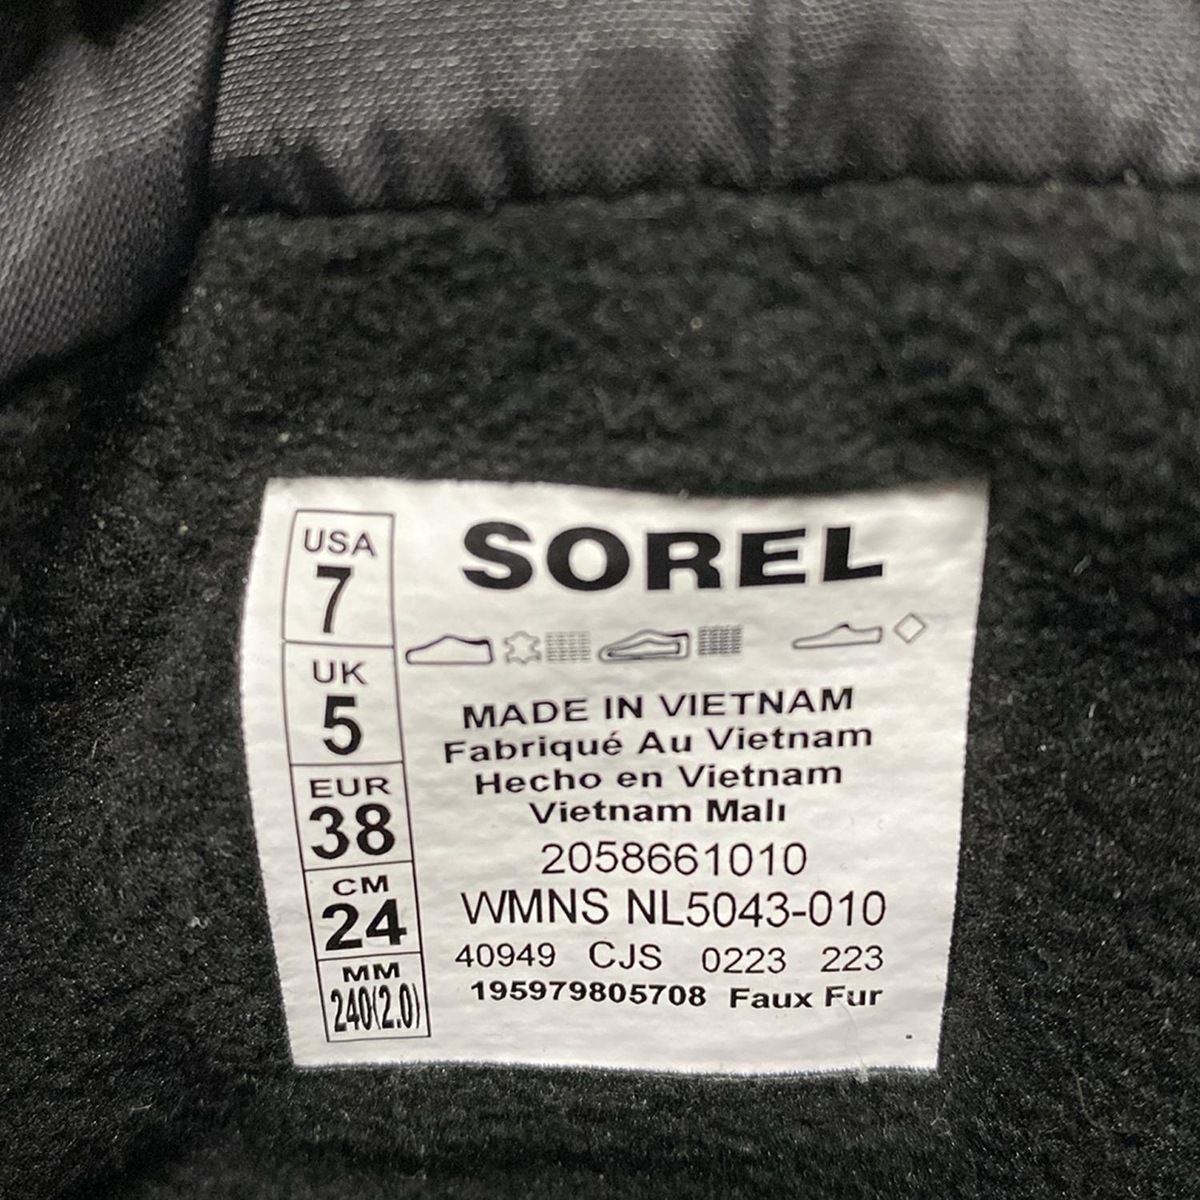 USA
7
UK
5
EUR
38
CM
24
MM
240(2.0)
SOREL
MADE IN VIETNAM
Fabriqué Au Vietnam
Hecho en Vietnam
Vietnam Malı
2058661010
WMNS NL5043-010
40949 CJS 0223 223
195979805708 Faux Fur